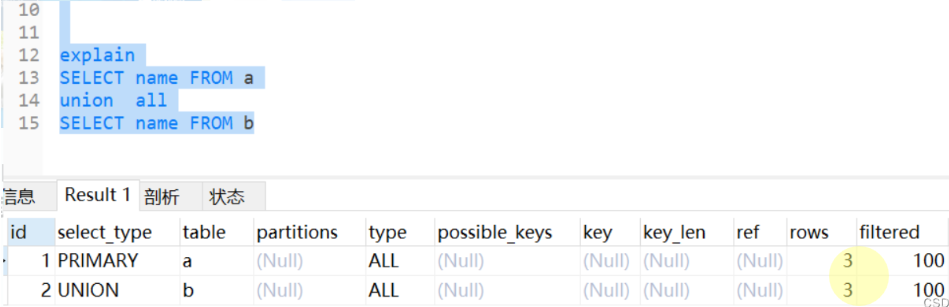 10
11
12 explain
13 SELECT name FROM a
14 union all
15 SELECT name FROM b
信息 Result 1 剖析 状态
id select_type table partitions type possible_keys key key_len ref rows filtered
1 PRIMARY a (Null) ALL (Null) (Null) (Null) (Null) 3 100
2 UNION b (Null) ALL (Null) (Null) (Null) (Null) 3 100